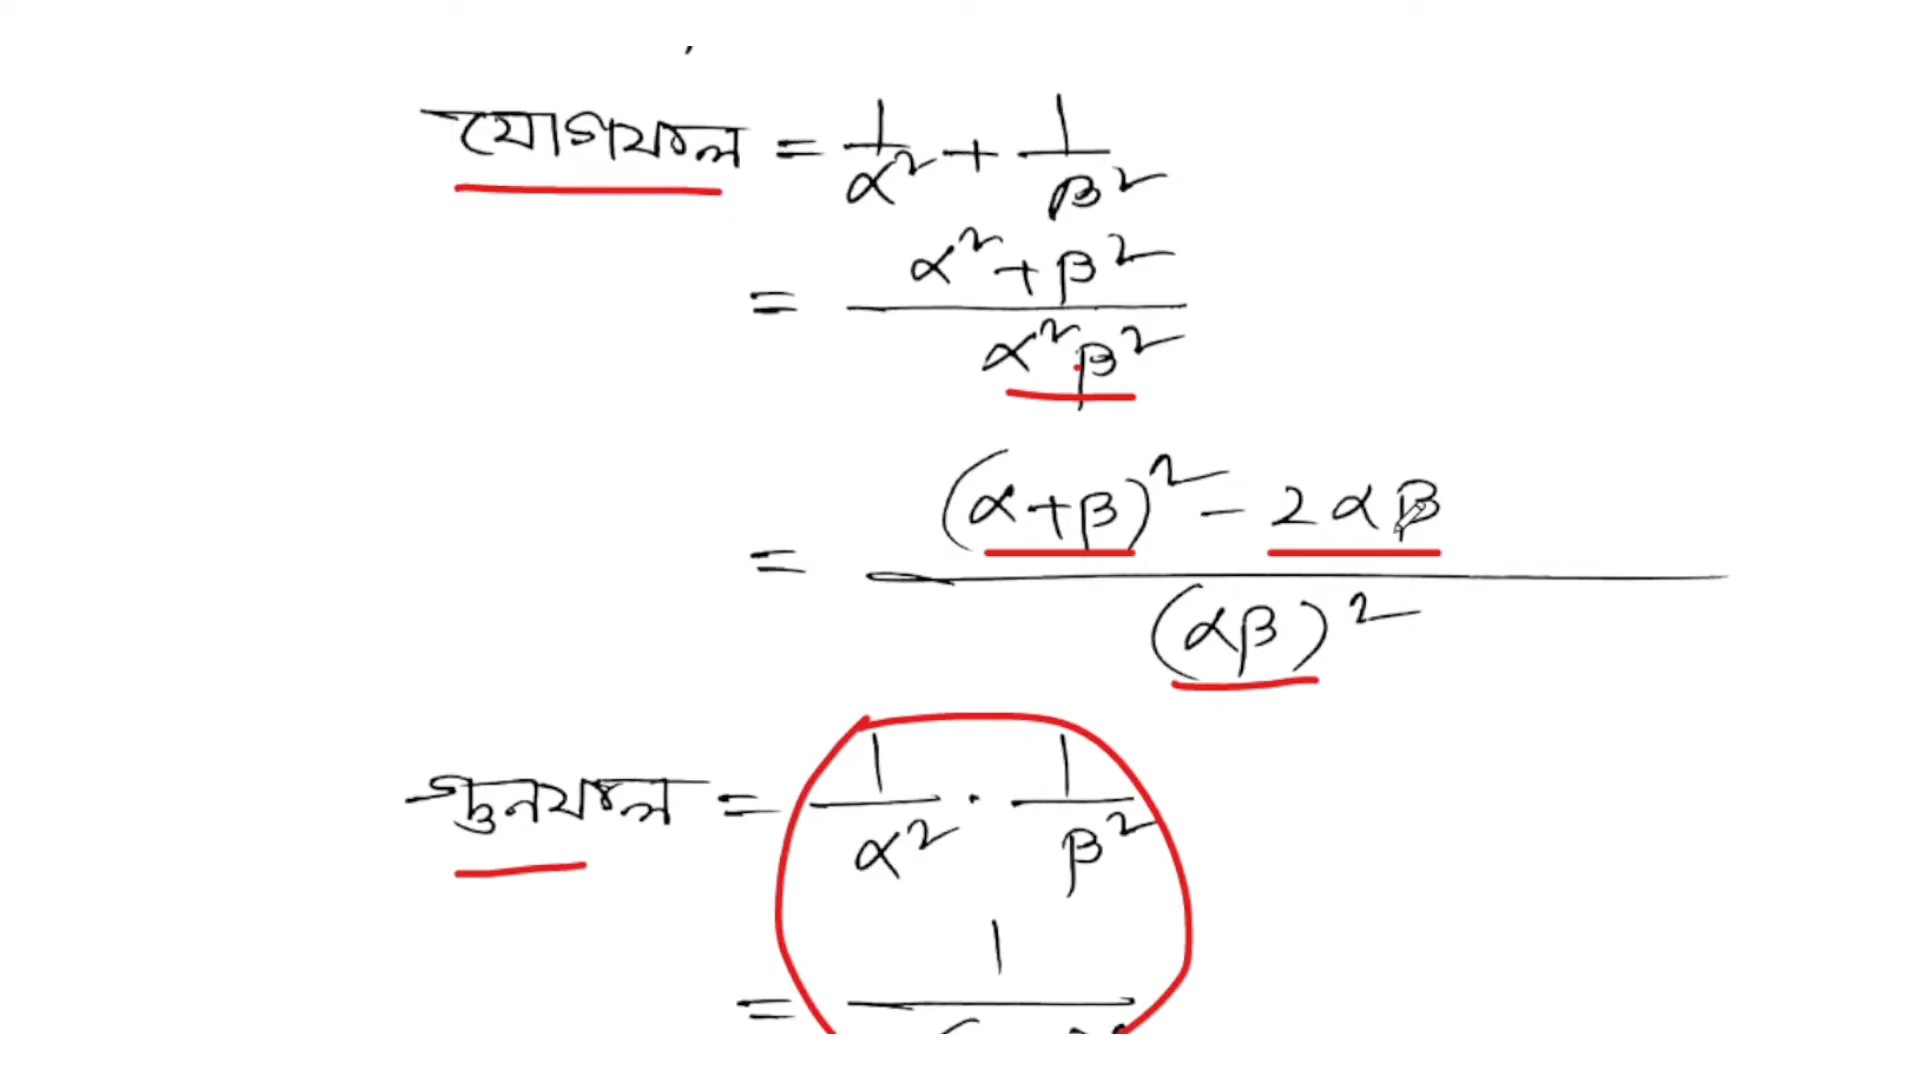 যোগফল = 1/α² + 1/β²
= (α² + β²)/(α²β²)
= ((α+β)² - 2αβ)/(αβ)²
গুনফল = 1/α² · 1/β²
= 1/